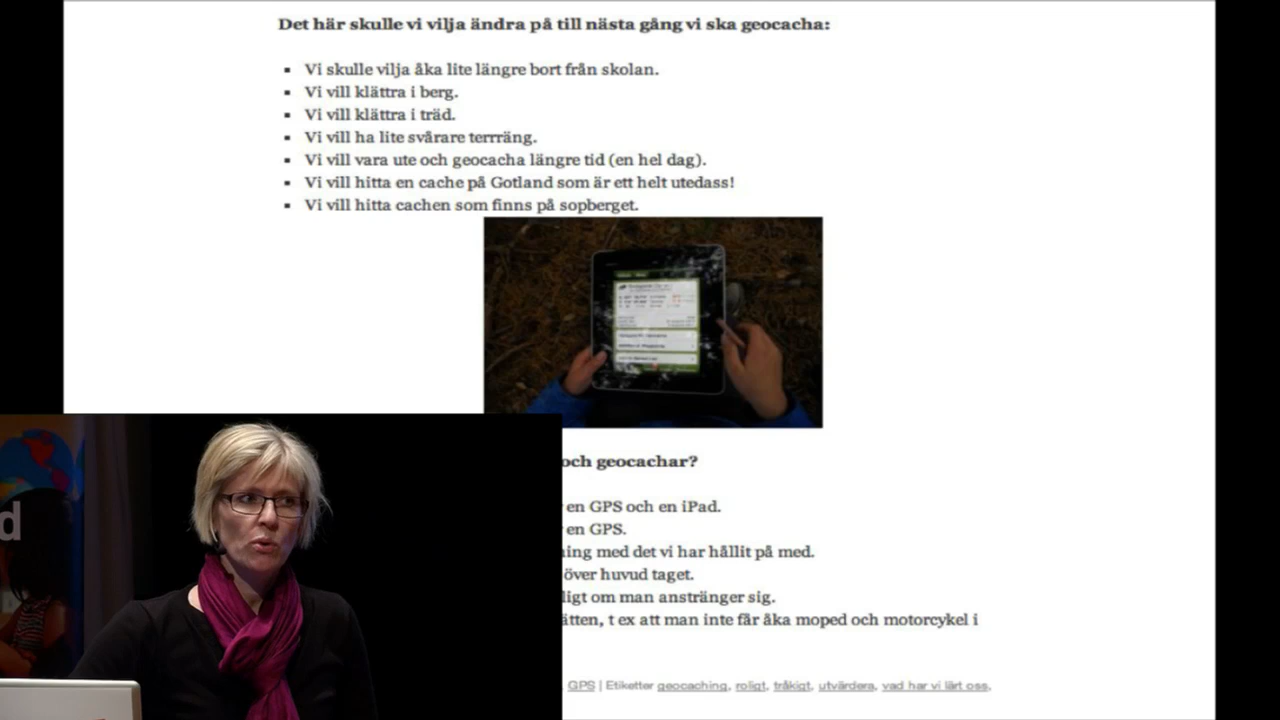 Det här skulle vi vilja ändra på till nästa gång vi ska geocacha:
Vi skulle vilja åka lite längre bort från skolan.
Vi vill klättra i berg.
Vi vill klättra i träd.
Vi vill ha lite svårare terrräng.
Vi vill vara ute och geocacha längre tid (en hel dag).
Vi vill hitta en cache på Gotland som är ett helt utedass!
Vi vill hitta cachen som finns på sopberget.
och geocachar?
en GPS och en iPad.
en GPS.
ning med det vi har hållit på med.
över huvud taget.
ligt om man anstränger sig.
ätten, t ex att man inte får åka moped och motorcykel i
GPS | Etiketter geocaching, roligt, tråkigt, utvärdera, vad har vi lärt oss,
d